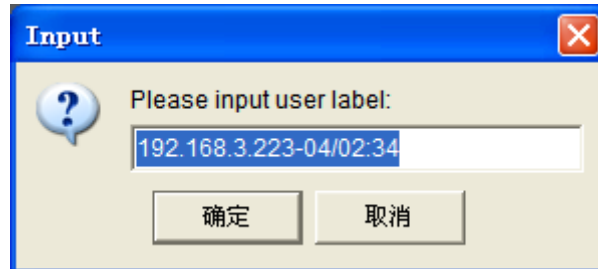 Input
Please input user label:
192.168.3.223-04/02:34
确定 取消